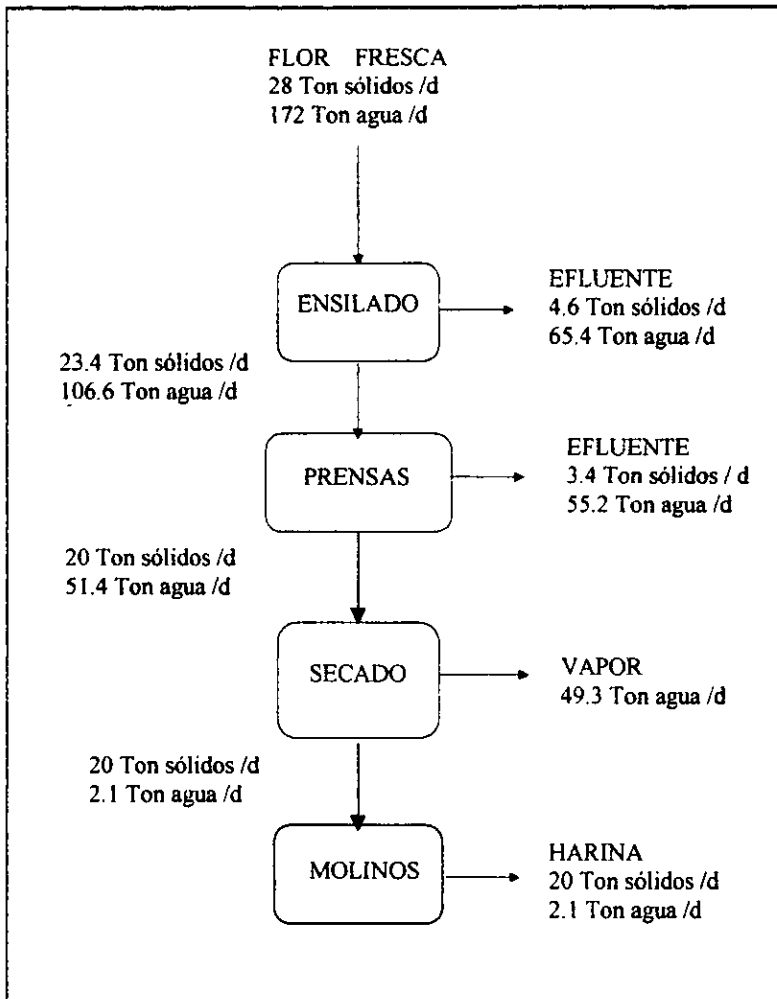 FLOR FRESCA
28 Ton sólidos /d
172 Ton agua /d
ENSILADO
EFLUENTE
4.6 Ton sólidos /d
65.4 Ton agua /d
23.4 Ton sólidos /d
106.6 Ton agua /d
PRENSAS
EFLUENTE
3.4 Ton sólidos / d
55.2 Ton agua /d
20 Ton sólidos /d
51.4 Ton agua /d
SECADO
VAPOR
49.3 Ton agua /d
20 Ton sólidos /d
2.1 Ton agua /d
MOLINOS
HARINA
20 Ton sólidos /d
2.1 Ton agua /d